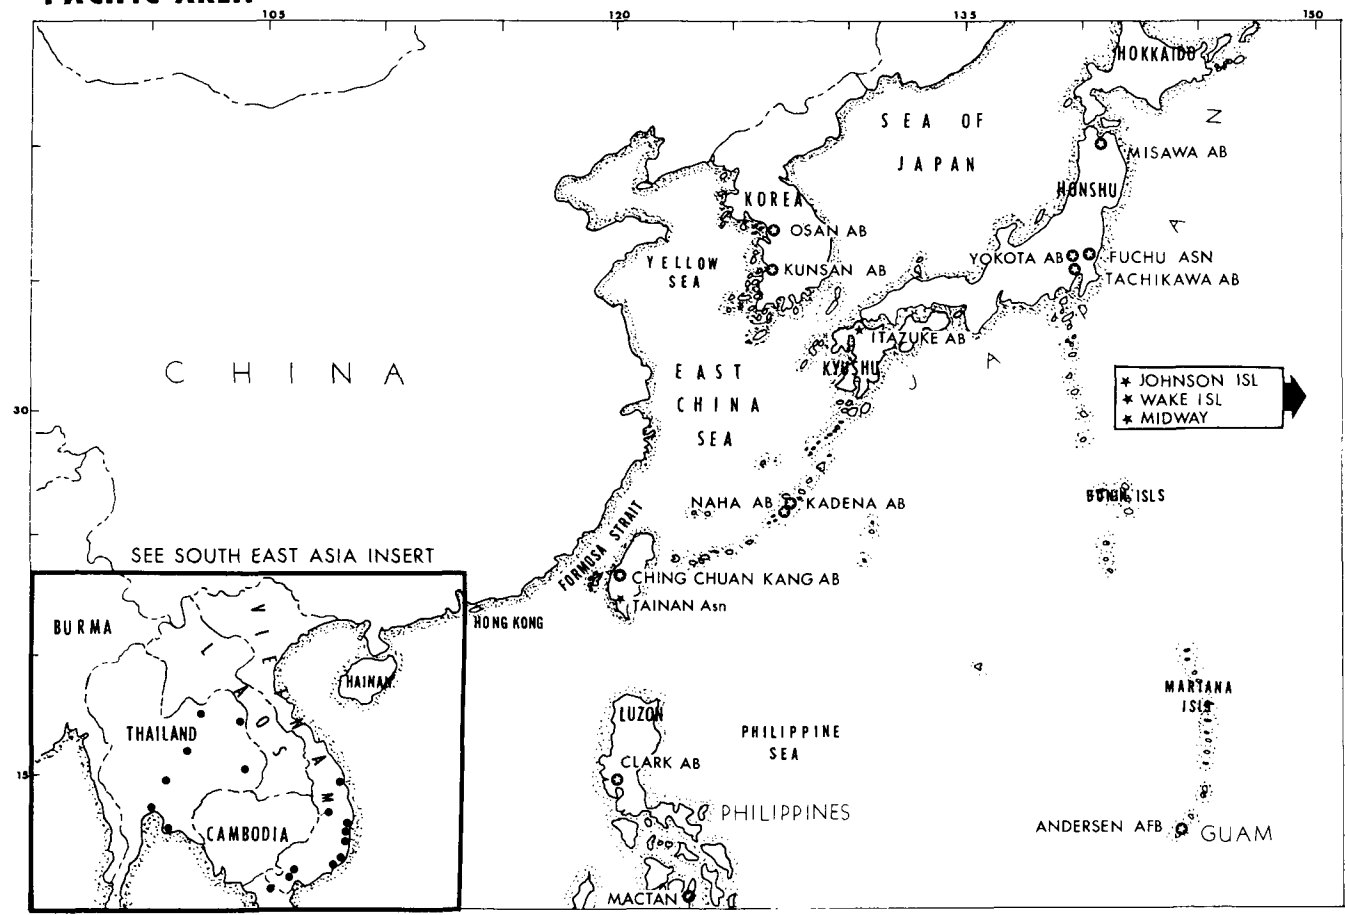 PACIFIC AREA
105 120 135 150
HOKKAIDO
SEA OF
JAPAN
MISAWA AB
HONSHU
KOREA
OSAN AB
YELLOW
SEA
KUNSAN AB
YOKOTA AB
FUCHU ASN
TACHIKAWA AB
ITAZUKE AB
KYUSHU
JAPAN
CHINA
EAST
CHINA
SEA
★ JOHNSON ISL
★ WAKE ISL
★ MIDWAY
30
NAHA AB
KADENA AB
BONIN ISLS
FORMOSA STRAIT
SEE SOUTH EAST ASIA INSERT
CHING CHUAN KANG AB
TAINAN Asn
HONG KONG
BURMA
VIETNAM
LAOS
HAINAN
THAILAND
CAMBODIA
LUZON
PHILIPPINE
SEA
MARIANA
ISLS
15
CLARK AB
PHILIPPINES
ANDERSEN AFB
GUAM
MACTAN